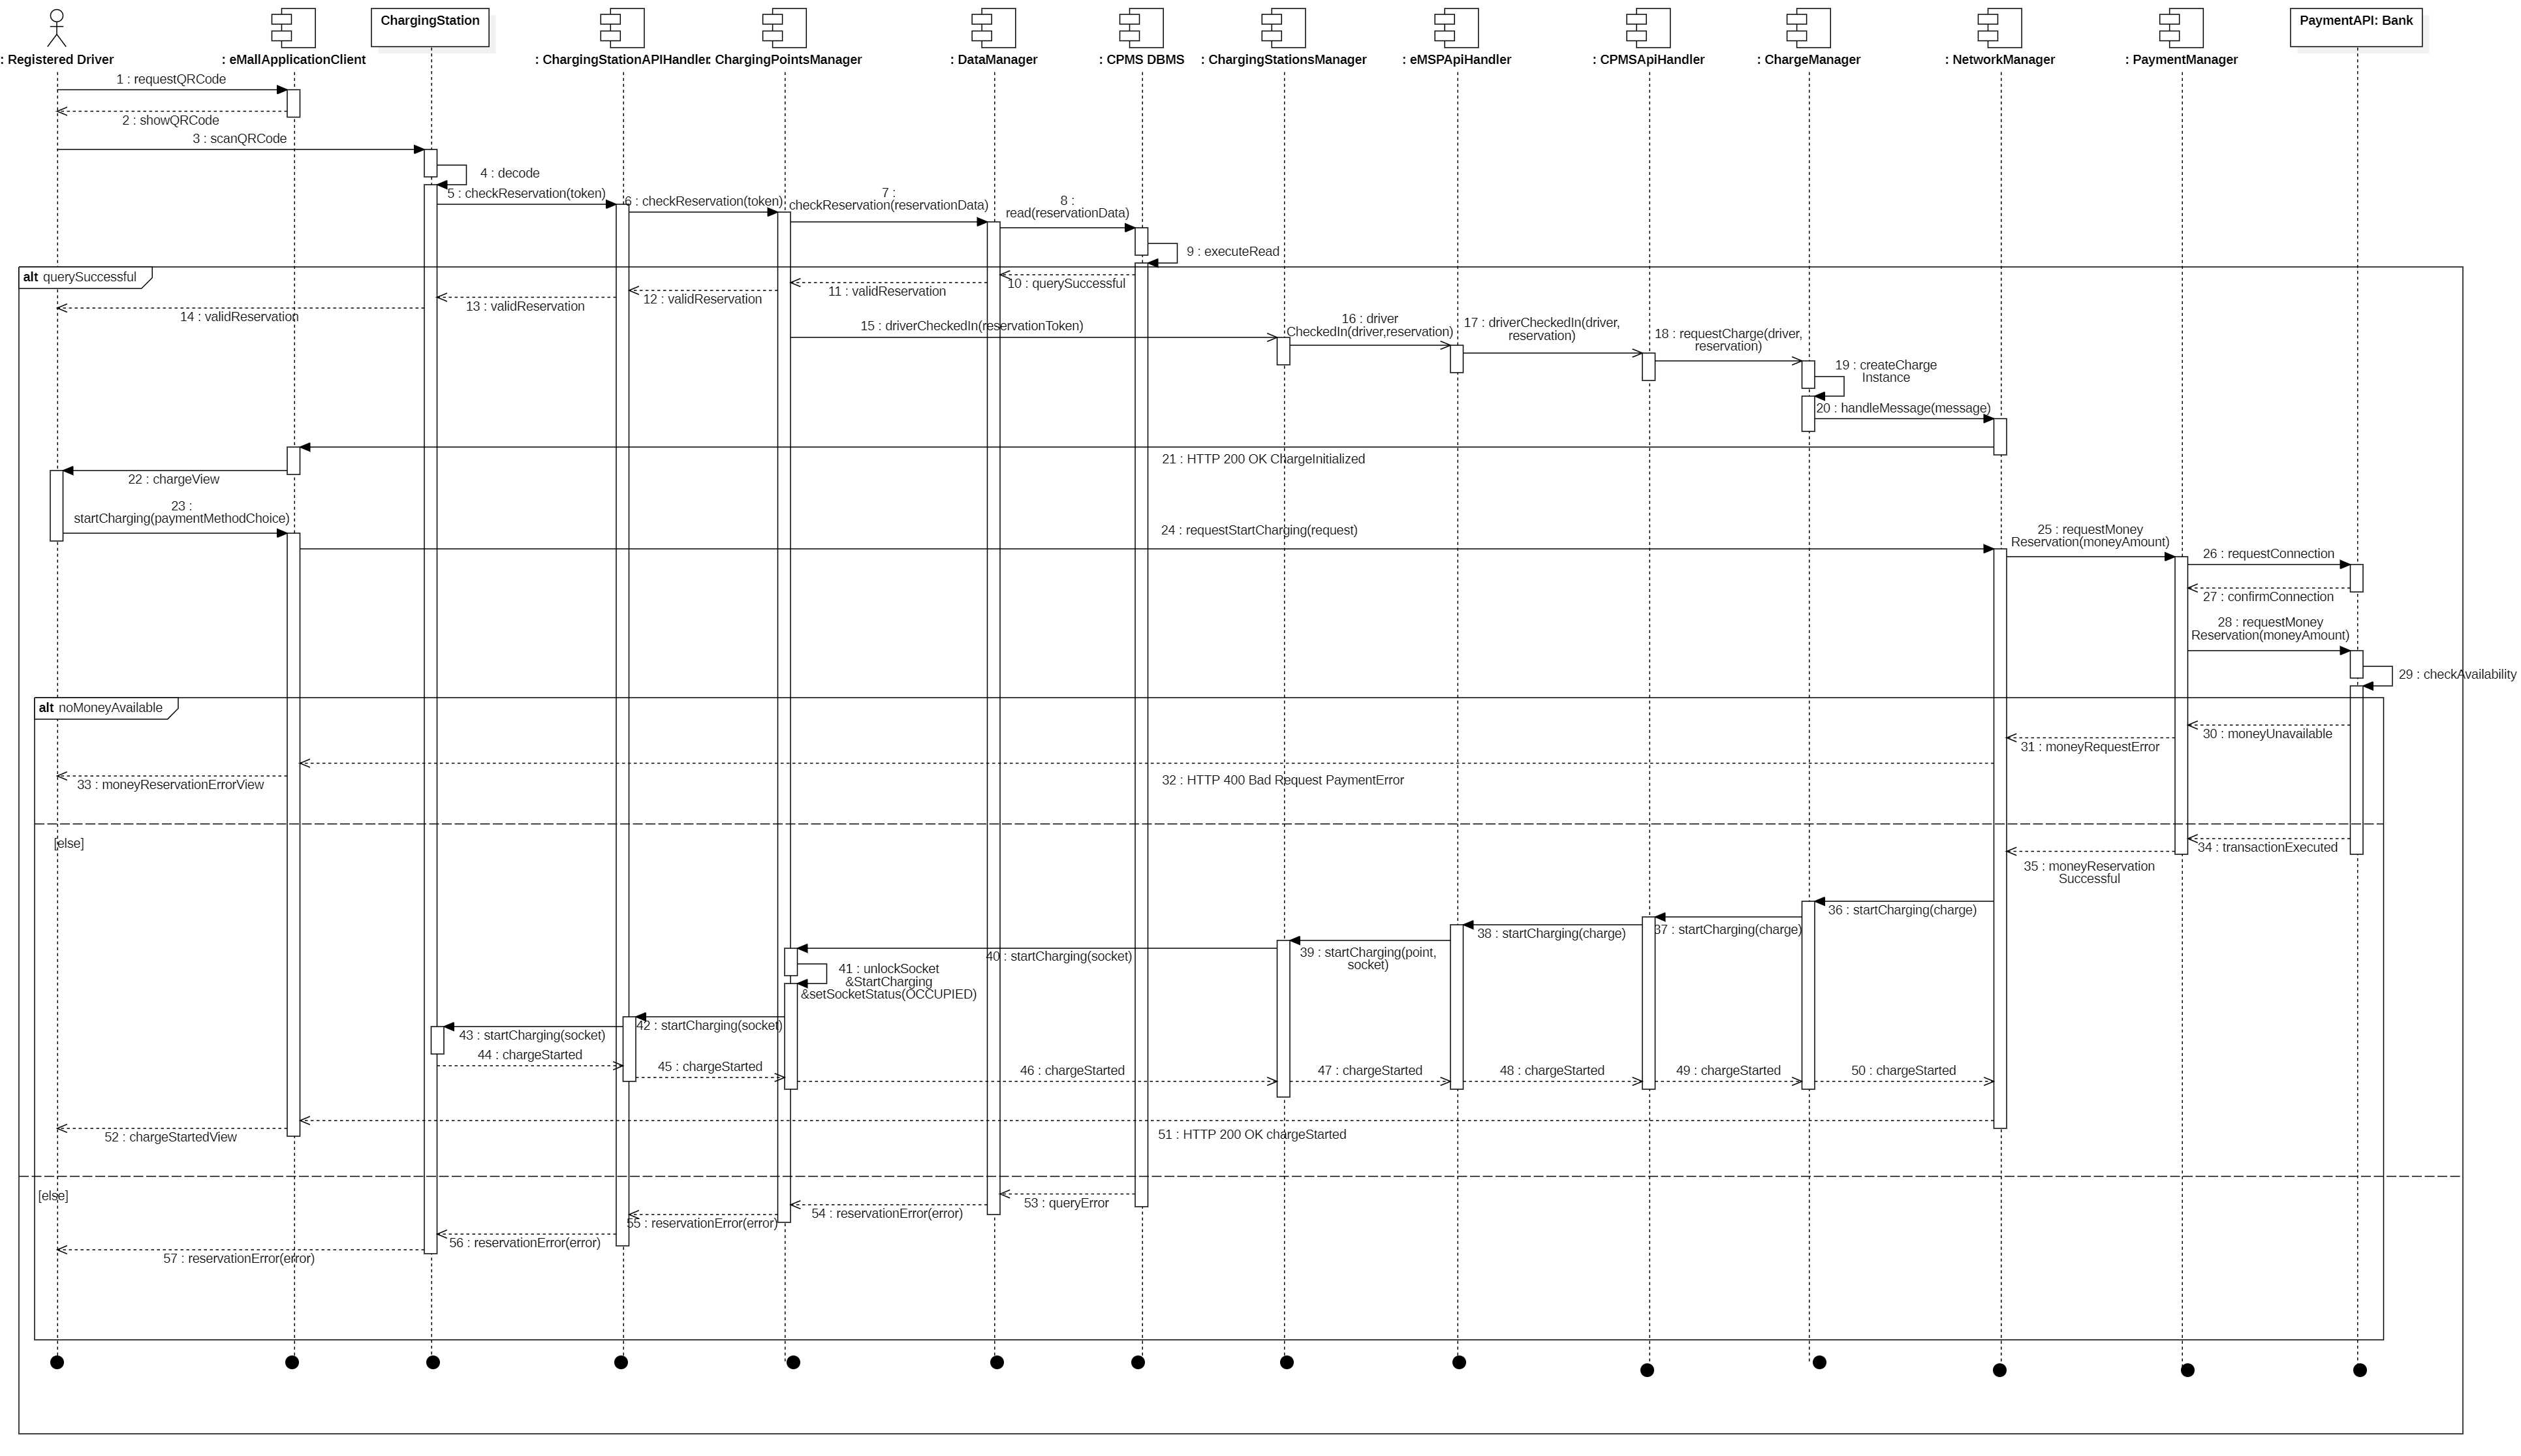 ChargingStation
PaymentAPI: Bank
: Registered Driver
: eMallApplicationClient
: ChargingStationAPIHandler
: ChargingPointsManager
: DataManager
: CPMS DBMS
: ChargingStationsManager
: eMSPApiHandler
: CPMSApiHandler
: ChargeManager
: NetworkManager
: PaymentManager
1 : requestQRCode
2 : showQRCode
3 : scanQRCode
4 : decode
5 : checkReservation(token)
6 : checkReservation(token)
7 :
checkReservation(reservationData)
8 :
read(reservationData)
9 : executeRead
alt querySuccessful
10 : querySuccessful
11 : validReservation
12 : validReservation
13 : validReservation
14 : validReservation
15 : driverCheckedIn(reservationToken)
16 : driver
CheckedIn(driver,reservation)
17 : driverCheckedIn(driver,
reservation)
18 : requestCharge(driver,
reservation)
19 : createCharge
Instance
20 : handleMessage(message)
21 : HTTP 200 OK ChargeInitialized
22 : chargeView
23 :
startCharging(paymentMethodChoice)
24 : requestStartCharging(request)
25 : requestMoney
Reservation(moneyAmount)
26 : requestConnection
27 : confirmConnection
28 : requestMoney
Reservation(moneyAmount)
29 : checkAvailability
alt noMoneyAvailable
30 : moneyUnavailable
31 : moneyRequestError
32 : HTTP 400 Bad Request PaymentError
33 : moneyReservationErrorView
[else]
34 : transactionExecuted
35 : moneyReservation
Successful
36 : startCharging(charge)
37 : startCharging(charge)
38 : startCharging(charge)
39 : startCharging(point,
socket)
40 : startCharging(socket)
41 : unlockSocket
&StartCharging
&setSocketStatus(OCCUPIED)
42 : startCharging(socket)
43 : startCharging(socket)
44 : chargeStarted
45 : chargeStarted
46 : chargeStarted
47 : chargeStarted
48 : chargeStarted
49 : chargeStarted
50 : chargeStarted
51 : HTTP 200 OK chargeStarted
52 : chargeStartedView
[else]
53 : queryError
54 : reservationError(error)
55 : reservationError(error)
56 : reservationError(error)
57 : reservationError(error)